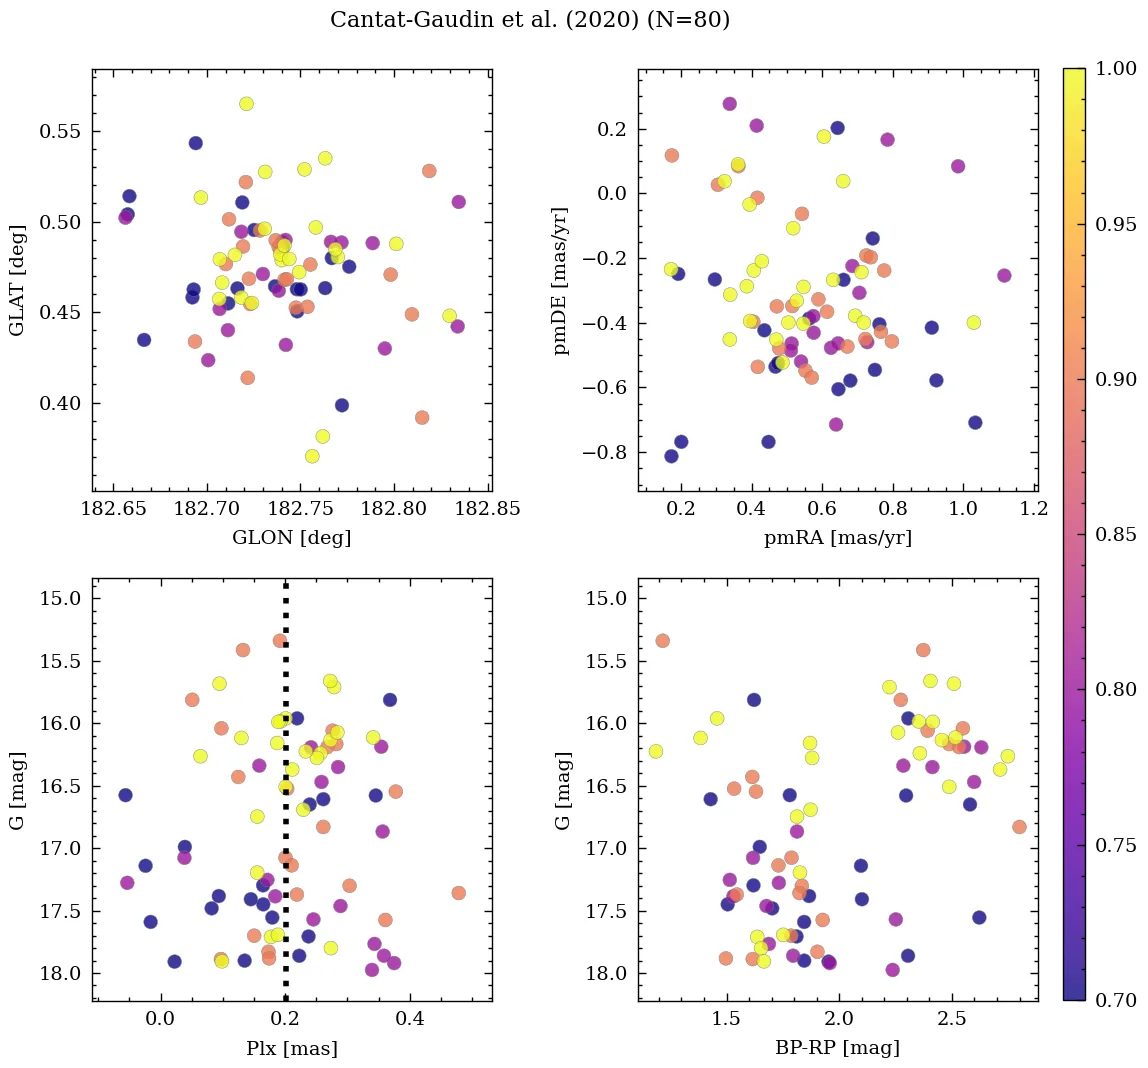 Cantat-Gaudin et al. (2020) (N=80)
0.55
0.50
0.45
0.40
GLAT [deg]
182.65 182.70 182.75 182.80 182.85
GLON [deg]
0.2
0.0
−0.2
−0.4
−0.6
−0.8
pmDE [mas/yr]
0.2 0.4 0.6 0.8 1.0 1.2
pmRA [mas/yr]
15.0
15.5
16.0
16.5
17.0
17.5
18.0
G [mag]
0.0 0.2 0.4
Plx [mas]
15.0
15.5
16.0
16.5
17.0
17.5
18.0
G [mag]
1.5 2.0 2.5
BP-RP [mag]
1.00
0.95
0.90
0.85
0.80
0.75
0.70